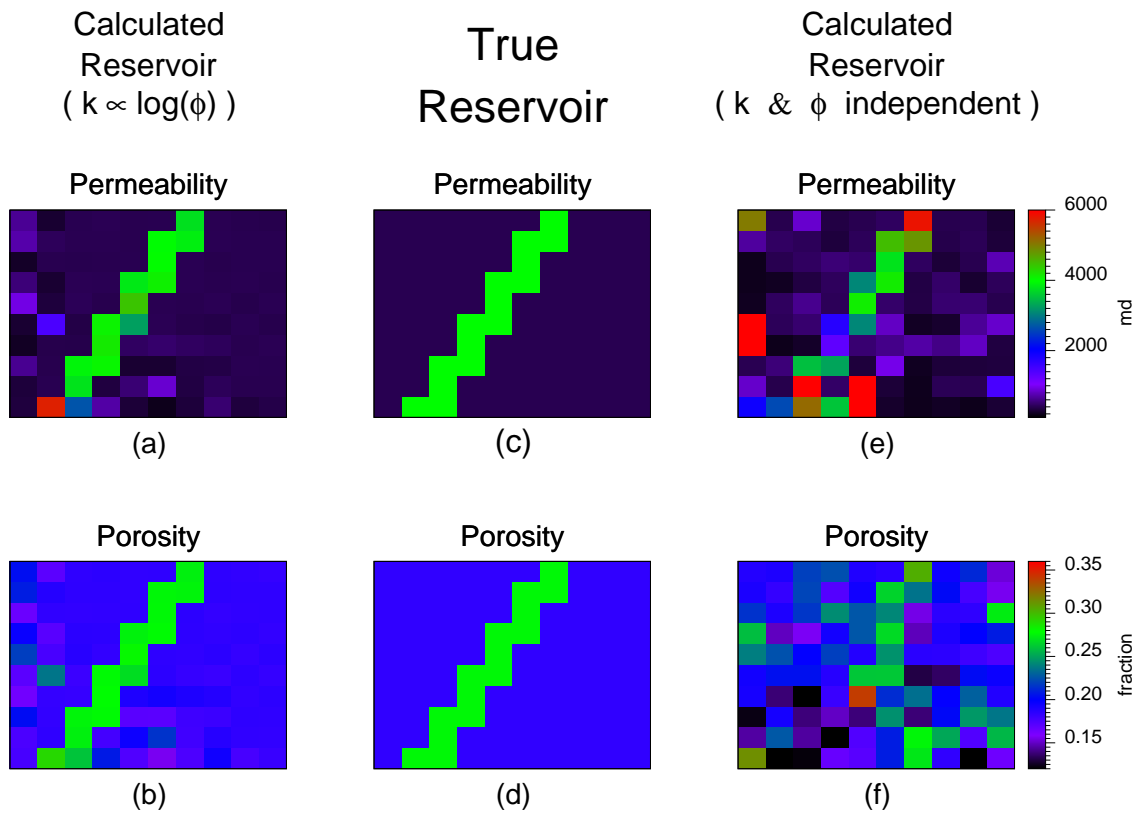 Calculated
Reservoir
( k ∝ log(ϕ) )
True
Reservoir
Calculated
Reservoir
( k & ϕ independent )
Permeability
Permeability
Permeability
6000
4000
2000
md
(a)
(c)
(e)
Porosity
Porosity
Porosity
0.35
0.30
0.25
0.20
0.15
fraction
(b)
(d)
(f)